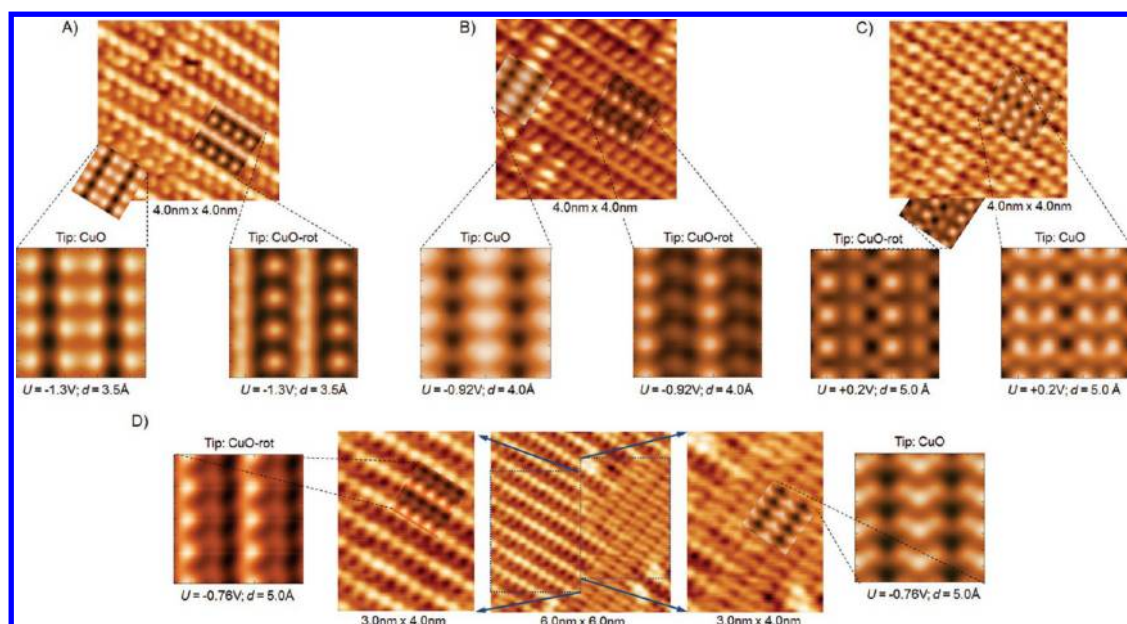 A)
B)
C)
4.0nm x 4.0nm
4.0nm x 4.0nm
4.0nm x 4.0nm
Tip: CuO
Tip: CuO-rot
Tip: CuO
Tip: CuO-rot
Tip: CuO-rot
Tip: CuO
U = -1.3V; d = 3.5Å
U = -1.3V; d = 3.5Å
U = -0.92V; d = 4.0Å
U = -0.92V; d = 4.0Å
U = +0.2V; d = 5.0 Å
U = +0.2V; d = 5.0 Å
D)
Tip: CuO-rot
Tip: CuO
U = -0.76V; d = 5.0Å
U = -0.76V; d = 5.0Å
3.0nm x 4.0nm
6.0nm x 6.0nm
3.0nm x 4.0nm